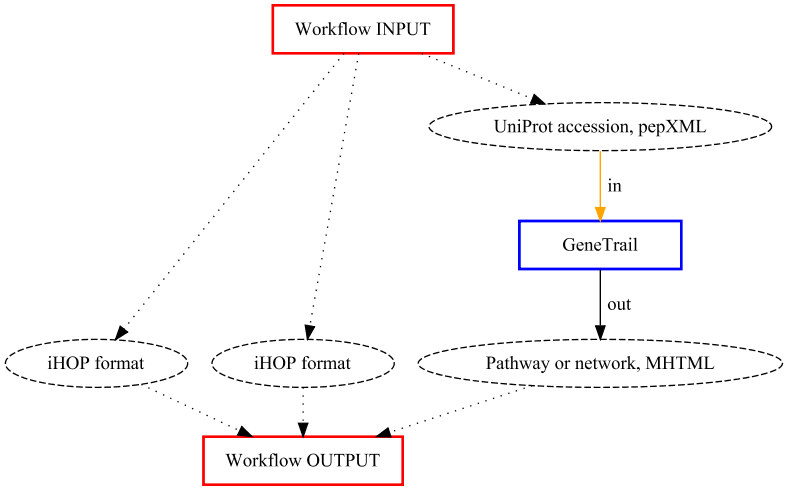 Workflow INPUT
UniProt accession, pepXML
in
GeneTrail
out
iHOP format
iHOP format
Pathway or network, MHTML
Workflow OUTPUT